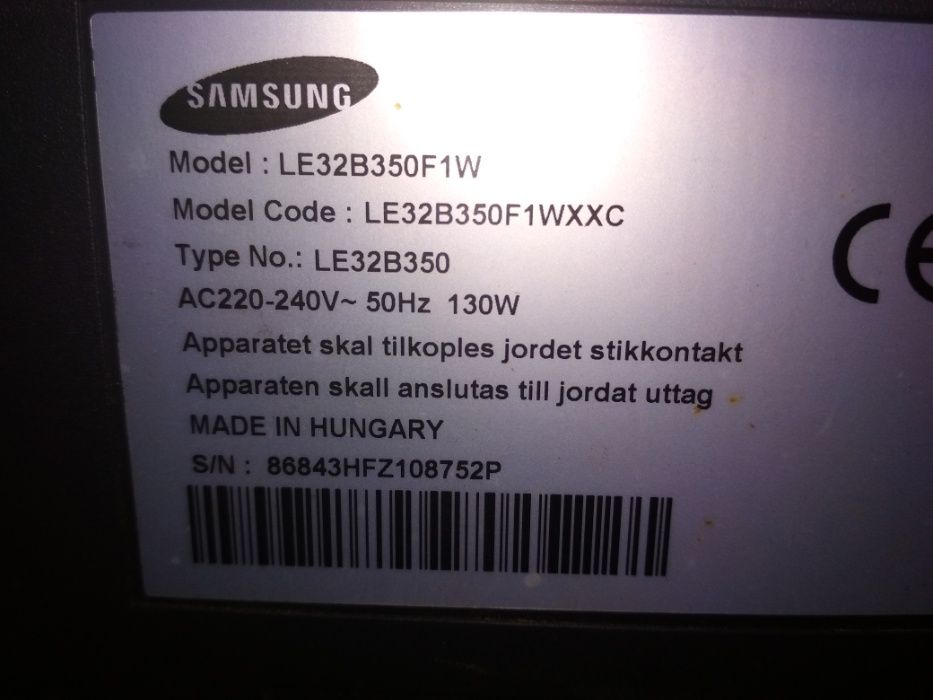 SAMSUNG
Model : LE32B350F1W
Model Code : LE32B350F1WXXC
Type No.: LE32B350
AC220-240V~ 50Hz 130W
Apparatet skal tilkoples jordet stikkontakt
Apparaten skall anslutas till jordat uttag
MADE IN HUNGARY
S/N : 86843HFZ108752P
CE